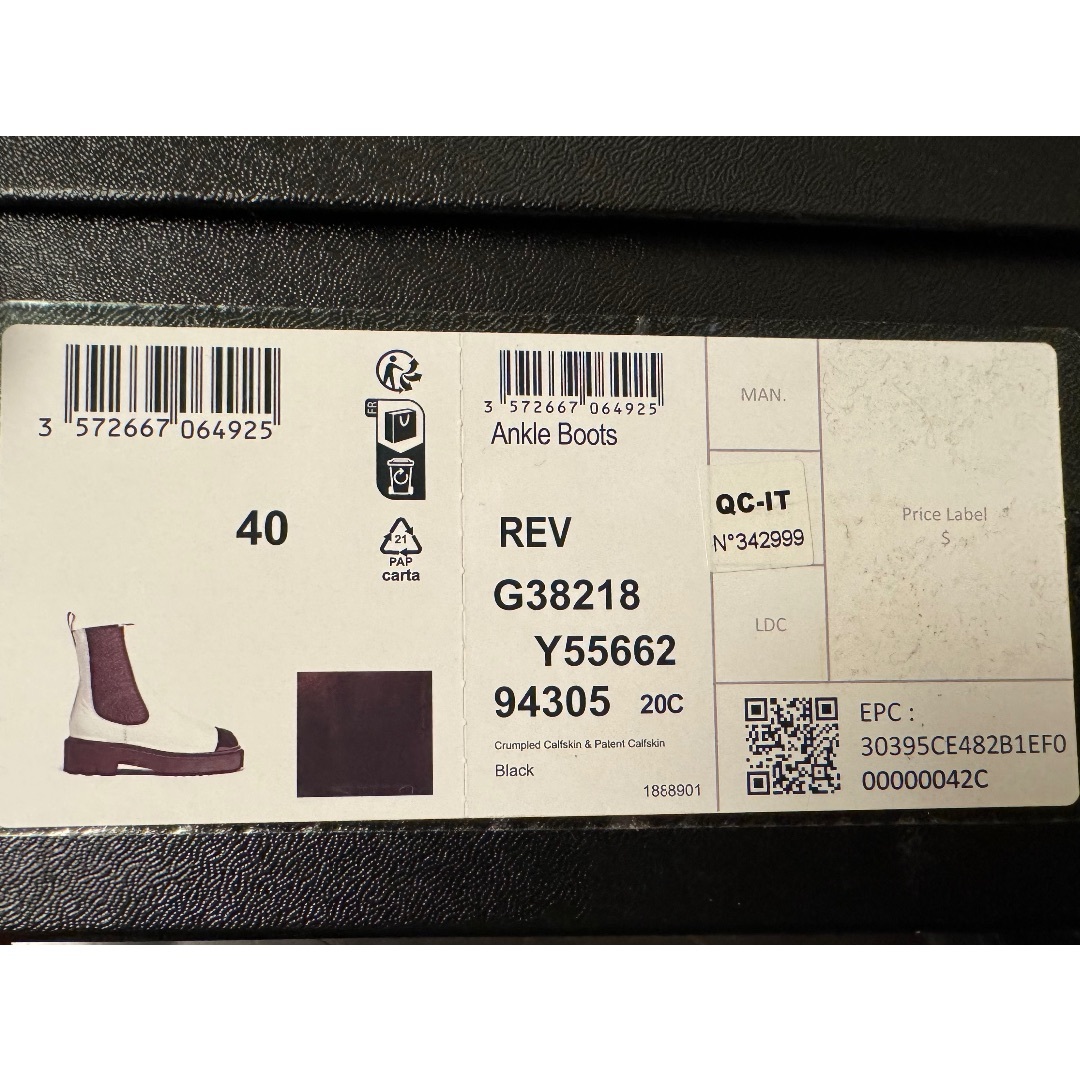 3 572667 064925
FR
40
21
PAP
carta
3 572667 064925
Ankle Boots
REV
G38218
Y55662
94305 20C
Crumpled Calfskin & Patent Calfskin
Black
1888901
MAN.
QC-IT
N°342999
LDC
Price Label
$
EPC :
30395CE482B1EF0
00000042C